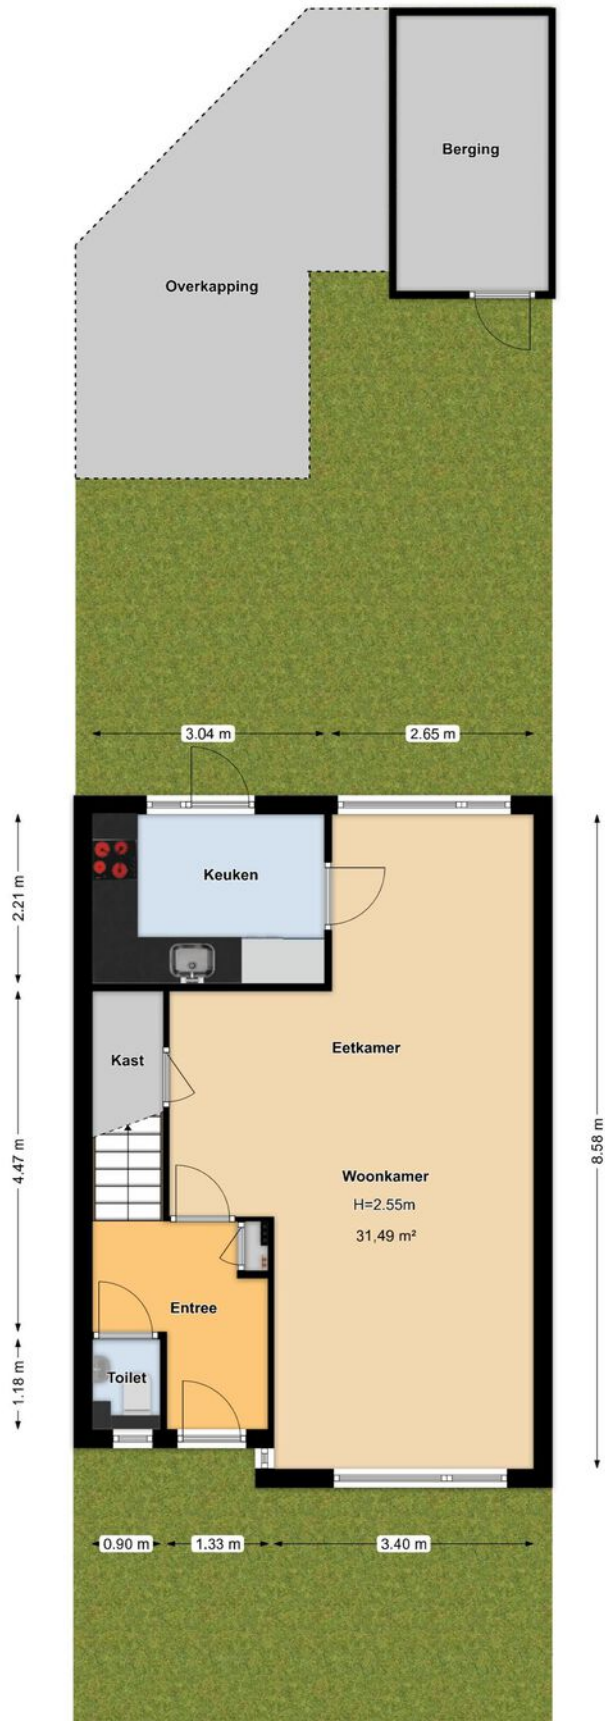 Berging
Overkapping
3.04 m
2.65 m
2.21 m
Keuken
Eetkamer
Kast
8.58 m
4.47 m
Woonkamer
H=2.55m
31,49 m²
Entree
1.18 m
Toilet
0.90 m
1.33 m
3.40 m